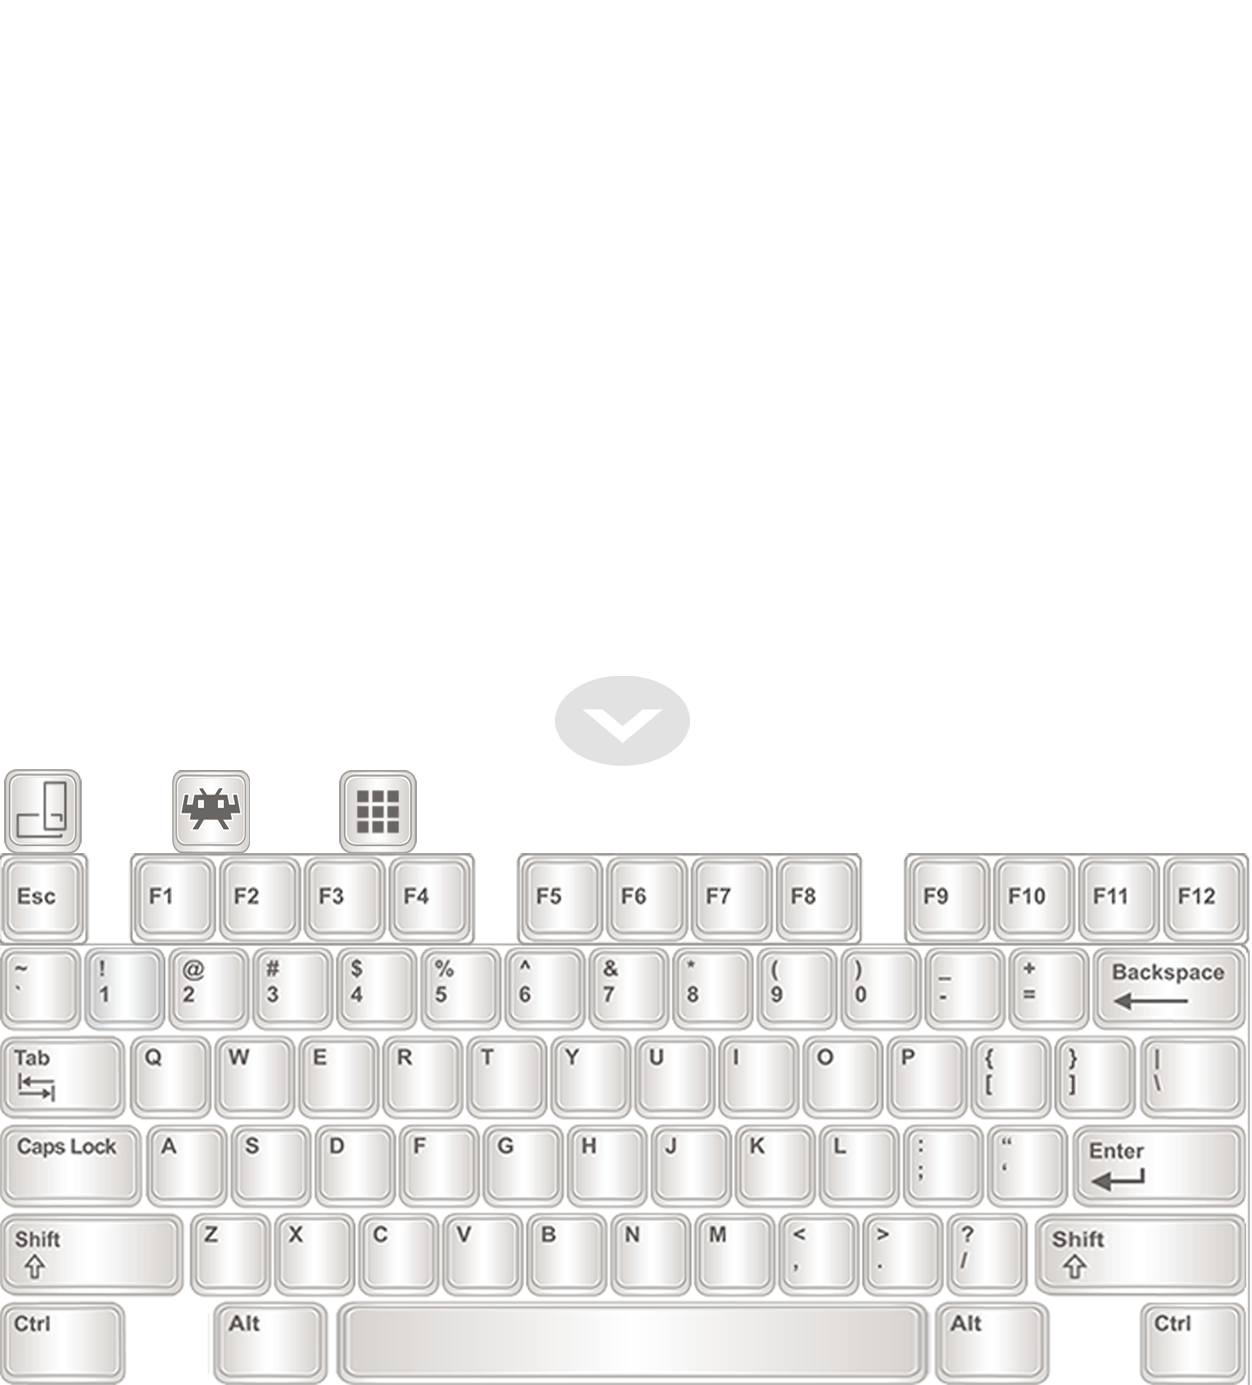 Esc F1 F2 F3 F4 F5 F6 F7 F8 F9 F10 F11 F12
~ ! @ # $ % ^ & * ( ) _ + Backspace
` 1 2 3 4 5 6 7 8 9 0 - =
Tab Q W E R T Y U I O P { } |
[ ] \
Caps Lock A S D F G H J K L : “ Enter
; ‘
Shift Z X C V B N M < > ? Shift
, . /
Ctrl Alt Alt Ctrl